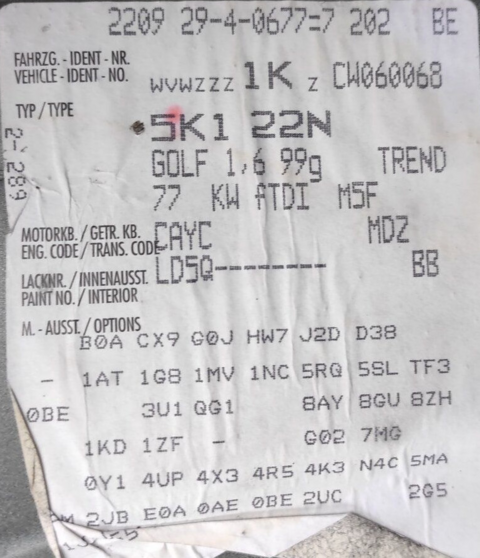 2209 29-4-0677=7 202 BE
FAHRZG. - IDENT - NR.
VEHICLE - IDENT - NO. WVWZZZ 1K Z CW060068
TYP / TYPE
5K1 22N
2- 289
GOLF 1,6 99g TREND
77 KW ATDI M5F
MOTORKB. / GETR. KB.
ENG. CODE / TRANS. CODE CAYC MDZ
LACKNR. / INNENAUSST.
PAINT NO. / INTERIOR LD5Q------- BB
M. - AUSST. / OPTIONS
B0A CX9 G0J HW7 J2D D38
- 1AT 1G8 1MV 1NC 5RQ 5SL TF3
0BE 3U1 QG1 8AY 8GU 8ZH
1KD 1ZF - G02 7MG
0Y1 4UP 4X3 4R5 4K3 N4C 5MA
2JB E0A 0AE 0BE 2UC 2G5